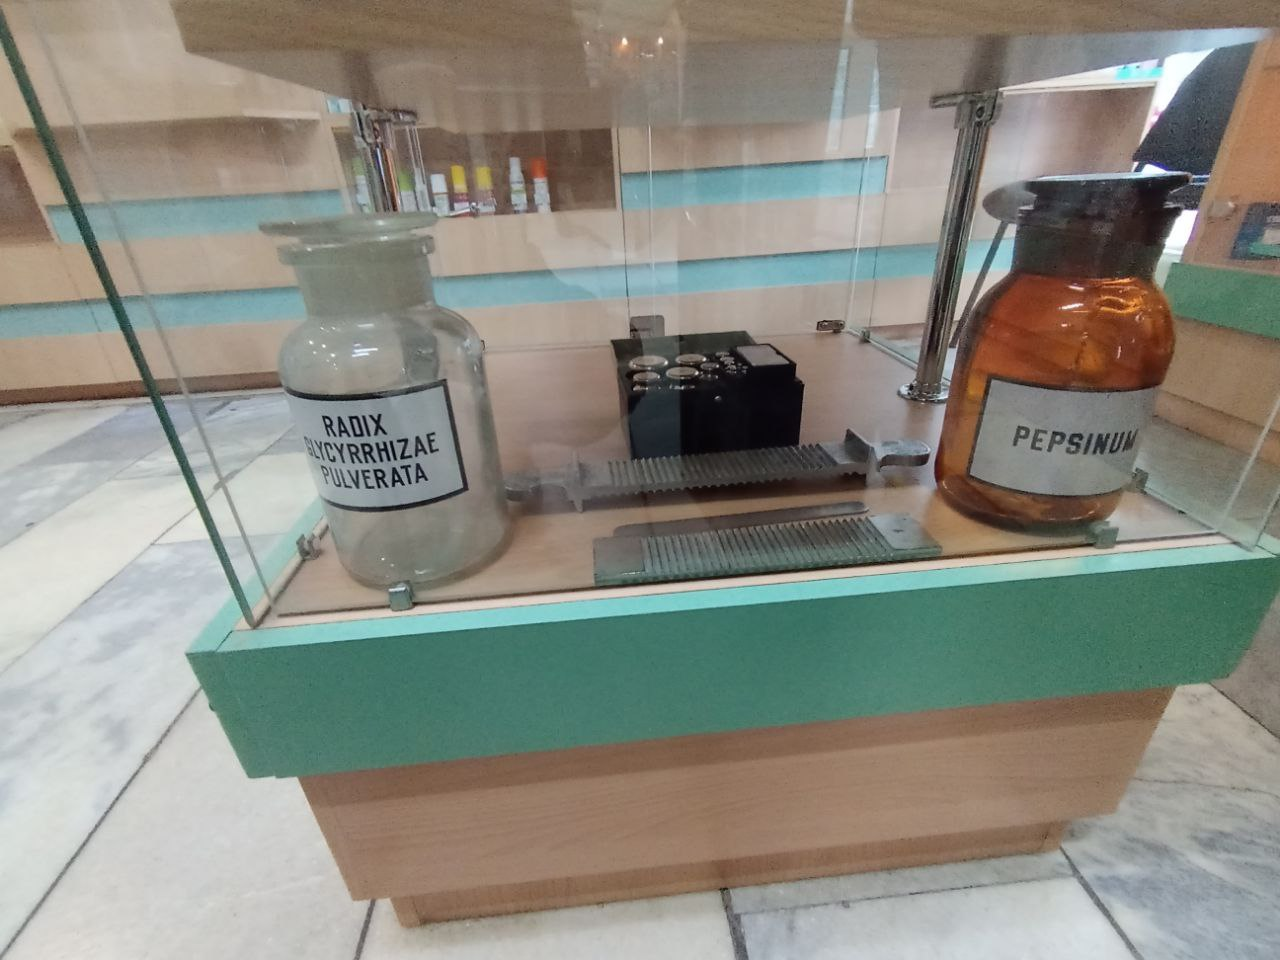 RADIX
GLYCYRRHIZAE
PULVERATA
PEPSINUM